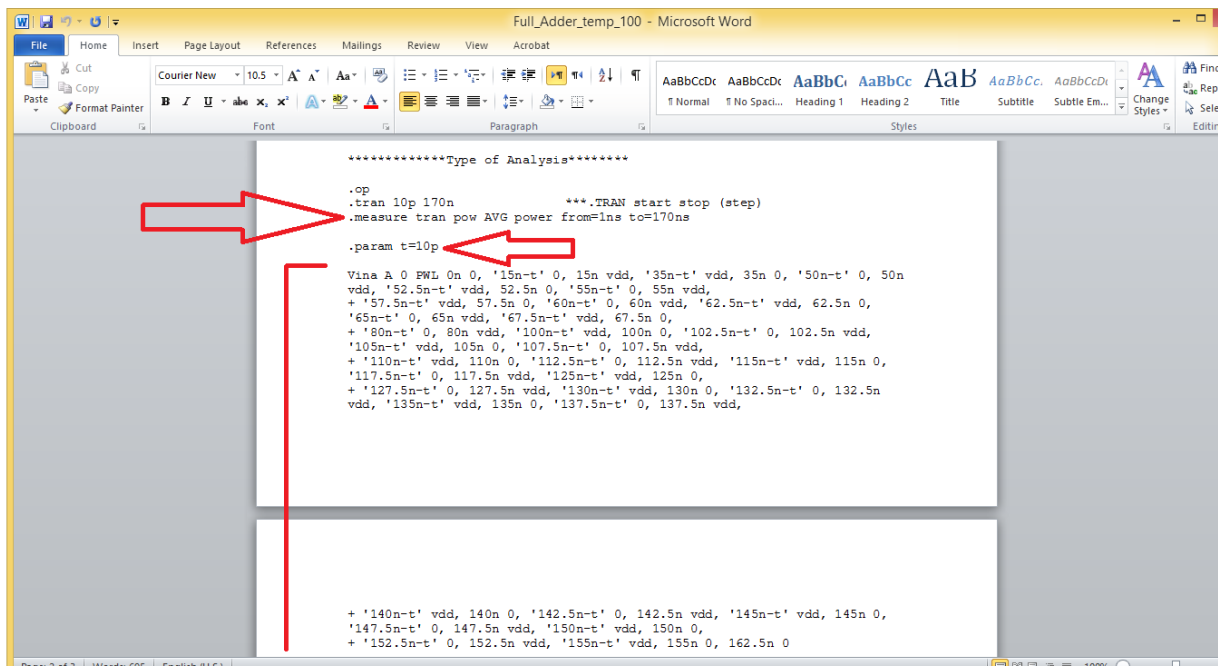 Full_Adder_temp_100 - Microsoft Word
File Home Insert Page Layout References Mailings Review View Acrobat
Paste
Cut
Copy
Format Painter
Clipboard
Courier New 10.5
Font
Paragraph
AaBbCcDc AaBbCcDc AaBbC AaBbCc AaB AaBbCc. AaBbCcDc
¶ Normal ¶ No Spaci... Heading 1 Heading 2 Title Subtitle Subtle Em...
Change Styles
Styles
Find
Rep
Sele
Editin
*************Type of Analysis********
.op
.tran 10p 170n ***.TRAN start stop (step)
.measure tran pow AVG power from=1ns to=170ns
.param t=10p
Vina A 0 PWL 0n 0, '15n-t' 0, 15n vdd, '35n-t' vdd, 35n 0, '50n-t' 0, 50n
vdd, '52.5n-t' vdd, 52.5n 0, '55n-t' 0, 55n vdd,
+ '57.5n-t' vdd, 57.5n 0, '60n-t' 0, 60n vdd, '62.5n-t' vdd, 62.5n 0,
'65n-t' 0, 65n vdd, '67.5n-t' vdd, 67.5n 0,
+ '80n-t' 0, 80n vdd, '100n-t' vdd, 100n 0, '102.5n-t' 0, 102.5n vdd,
'105n-t' vdd, 105n 0, '107.5n-t' 0, 107.5n vdd,
+ '110n-t' vdd, 110n 0, '112.5n-t' 0, 112.5n vdd, '115n-t' vdd, 115n 0,
'117.5n-t' 0, 117.5n vdd, '125n-t' vdd, 125n 0,
+ '127.5n-t' 0, 127.5n vdd, '130n-t' vdd, 130n 0, '132.5n-t' 0, 132.5n
vdd, '135n-t' vdd, 135n 0, '137.5n-t' 0, 137.5n vdd,
+ '140n-t' vdd, 140n 0, '142.5n-t' 0, 142.5n vdd, '145n-t' vdd, 145n 0,
'147.5n-t' 0, 147.5n vdd, '150n-t' vdd, 150n 0,
+ '152.5n-t' 0, 152.5n vdd, '155n-t' vdd, 155n 0, 162.5n 0